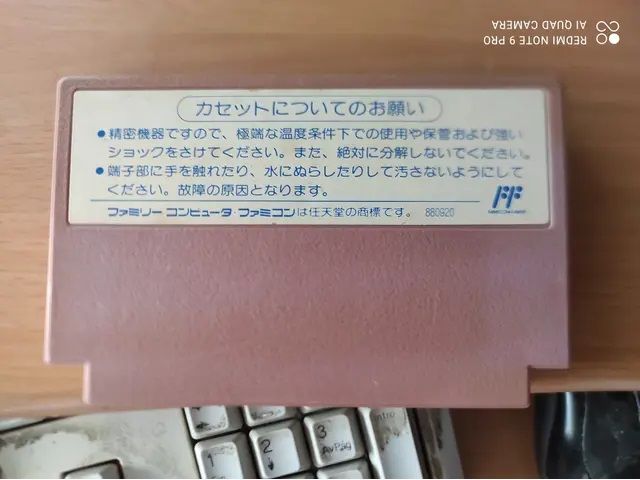 カセットについてのお願い
●精密機器ですので、極端な温度条件下での使用や保管および強い
ショックをさけてください。また、絶対に分解しないでください。
●端子部に手を触れたり、水にぬらしたりして汚さないようにして
ください。故障の原因となります。
ファミリーコンピュータ・ファミコンは任天堂の商標です。 880920
REDMI NOTE 9 PRO
AI QUAD CAMERA
1
2
3
AvPág
Intro